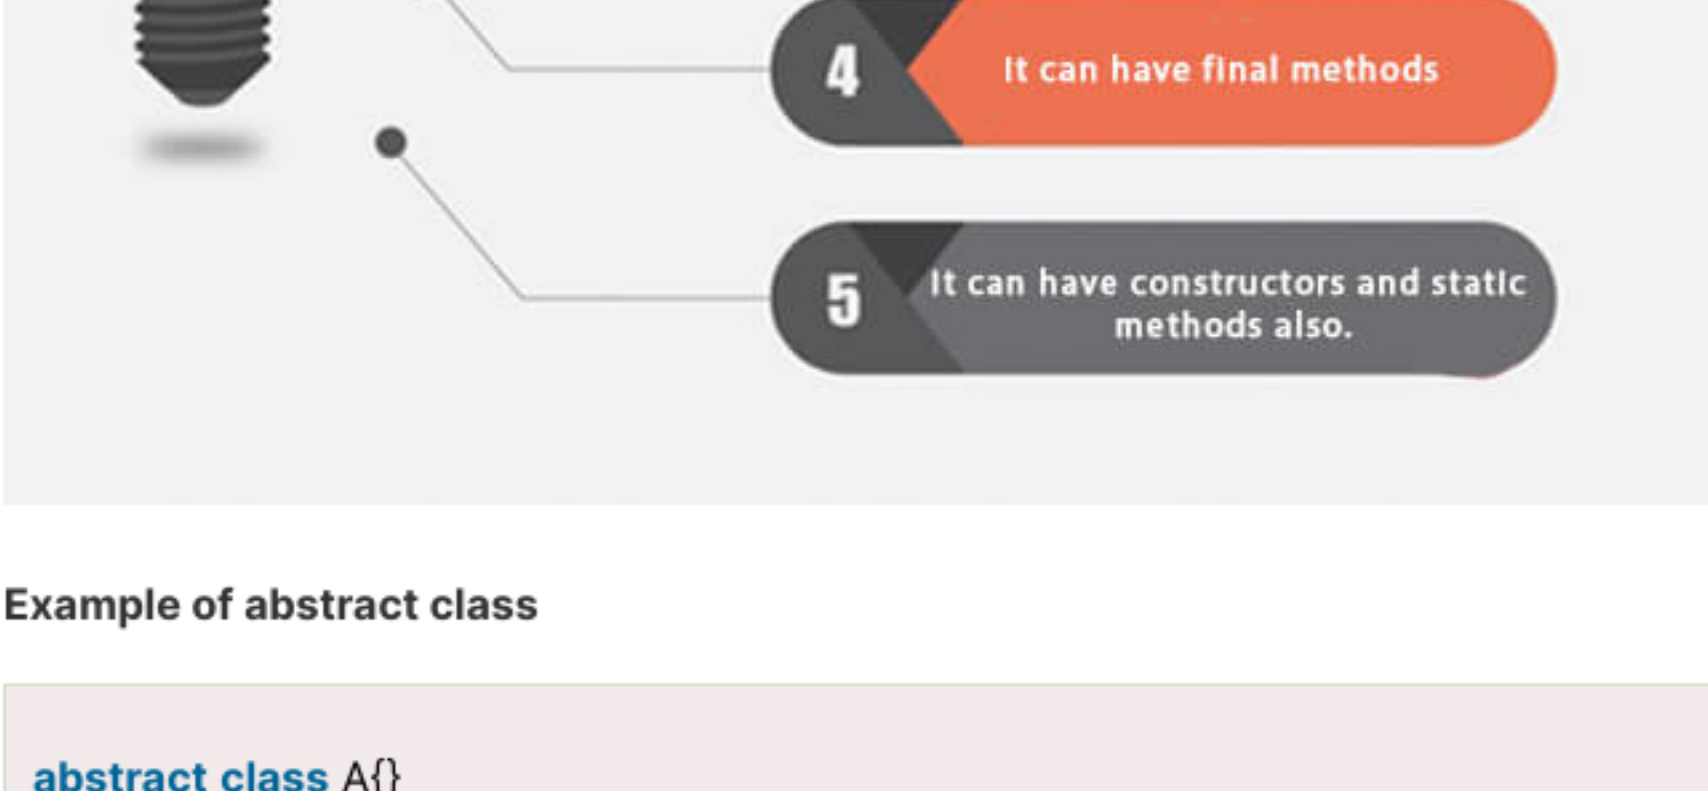 4
It can have final methods
5
It can have constructors and static
methods also.
Example of abstract class
abstract class A{}